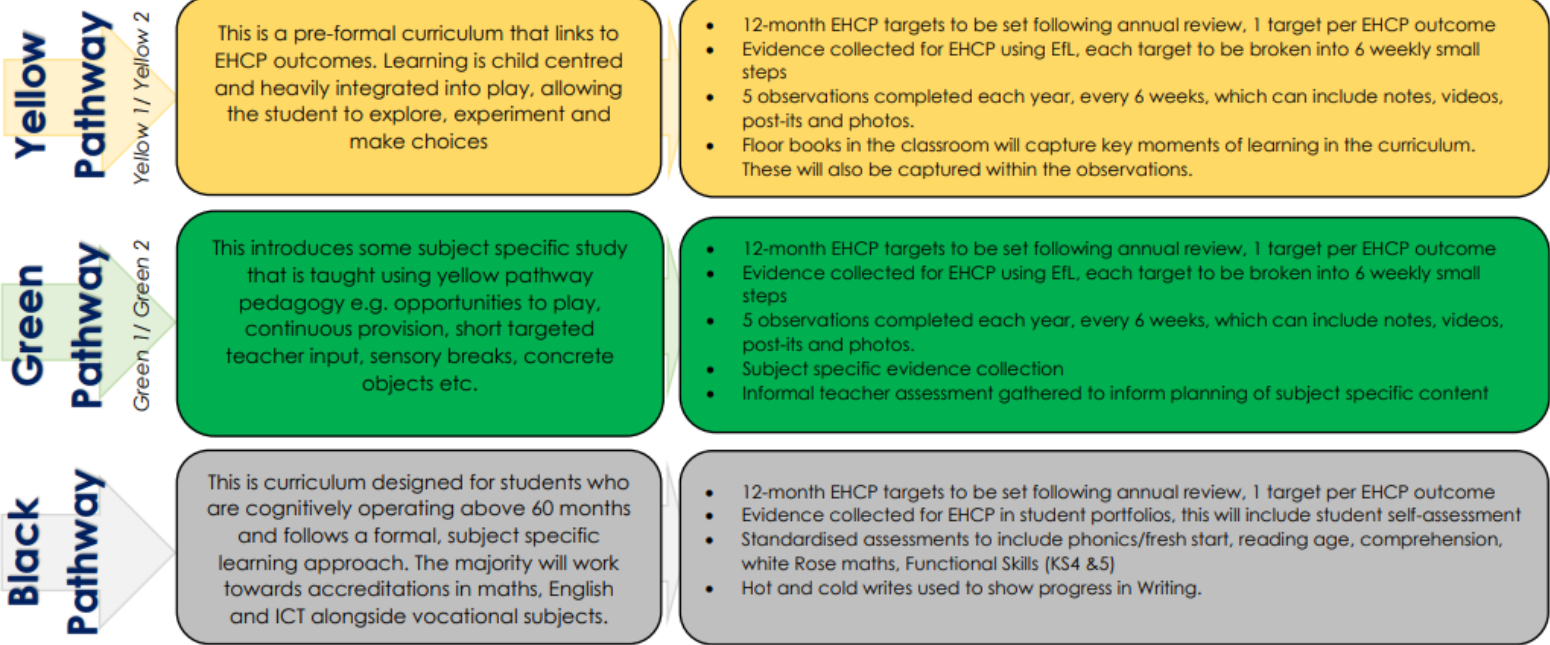 Yellow
Pathway
Yellow 1/ Yellow 2
This is a pre-formal curriculum that links to
EHCP outcomes. Learning is child centred
and heavily integrated into play, allowing
the student to explore, experiment and
make choices
• 12-month EHCP targets to be set following annual review, 1 target per EHCP outcome
• Evidence collected for EHCP using EfL, each target to be broken into 6 weekly small
steps
• 5 observations completed each year, every 6 weeks, which can include notes, videos,
post-its and photos.
• Floor books in the classroom will capture key moments of learning in the curriculum.
These will also be captured within the observations.
Green
Pathway
Green 1/ Green 2
This introduces some subject specific study
that is taught using yellow pathway
pedagogy e.g. opportunities to play,
continuous provision, short targeted
teacher input, sensory breaks, concrete
objects etc.
• 12-month EHCP targets to be set following annual review, 1 target per EHCP outcome
• Evidence collected for EHCP using EfL, each target to be broken into 6 weekly small
steps
• 5 observations completed each year, every 6 weeks, which can include notes, videos,
post-its and photos.
• Subject specific evidence collection
• Informal teacher assessment gathered to inform planning of subject specific content
Black
Pathway
This is curriculum designed for students who
are cognitively operating above 60 months
and follows a formal, subject specific
learning approach. The majority will work
towards accreditations in maths, English
and ICT alongside vocational subjects.
• 12-month EHCP targets to be set following annual review, 1 target per EHCP outcome
• Evidence collected for EHCP in student portfolios, this will include student self-assessment
• Standardised assessments to include phonics/fresh start, reading age, comprehension,
white Rose maths, Functional Skills (KS4 &5)
• Hot and cold writes used to show progress in Writing.